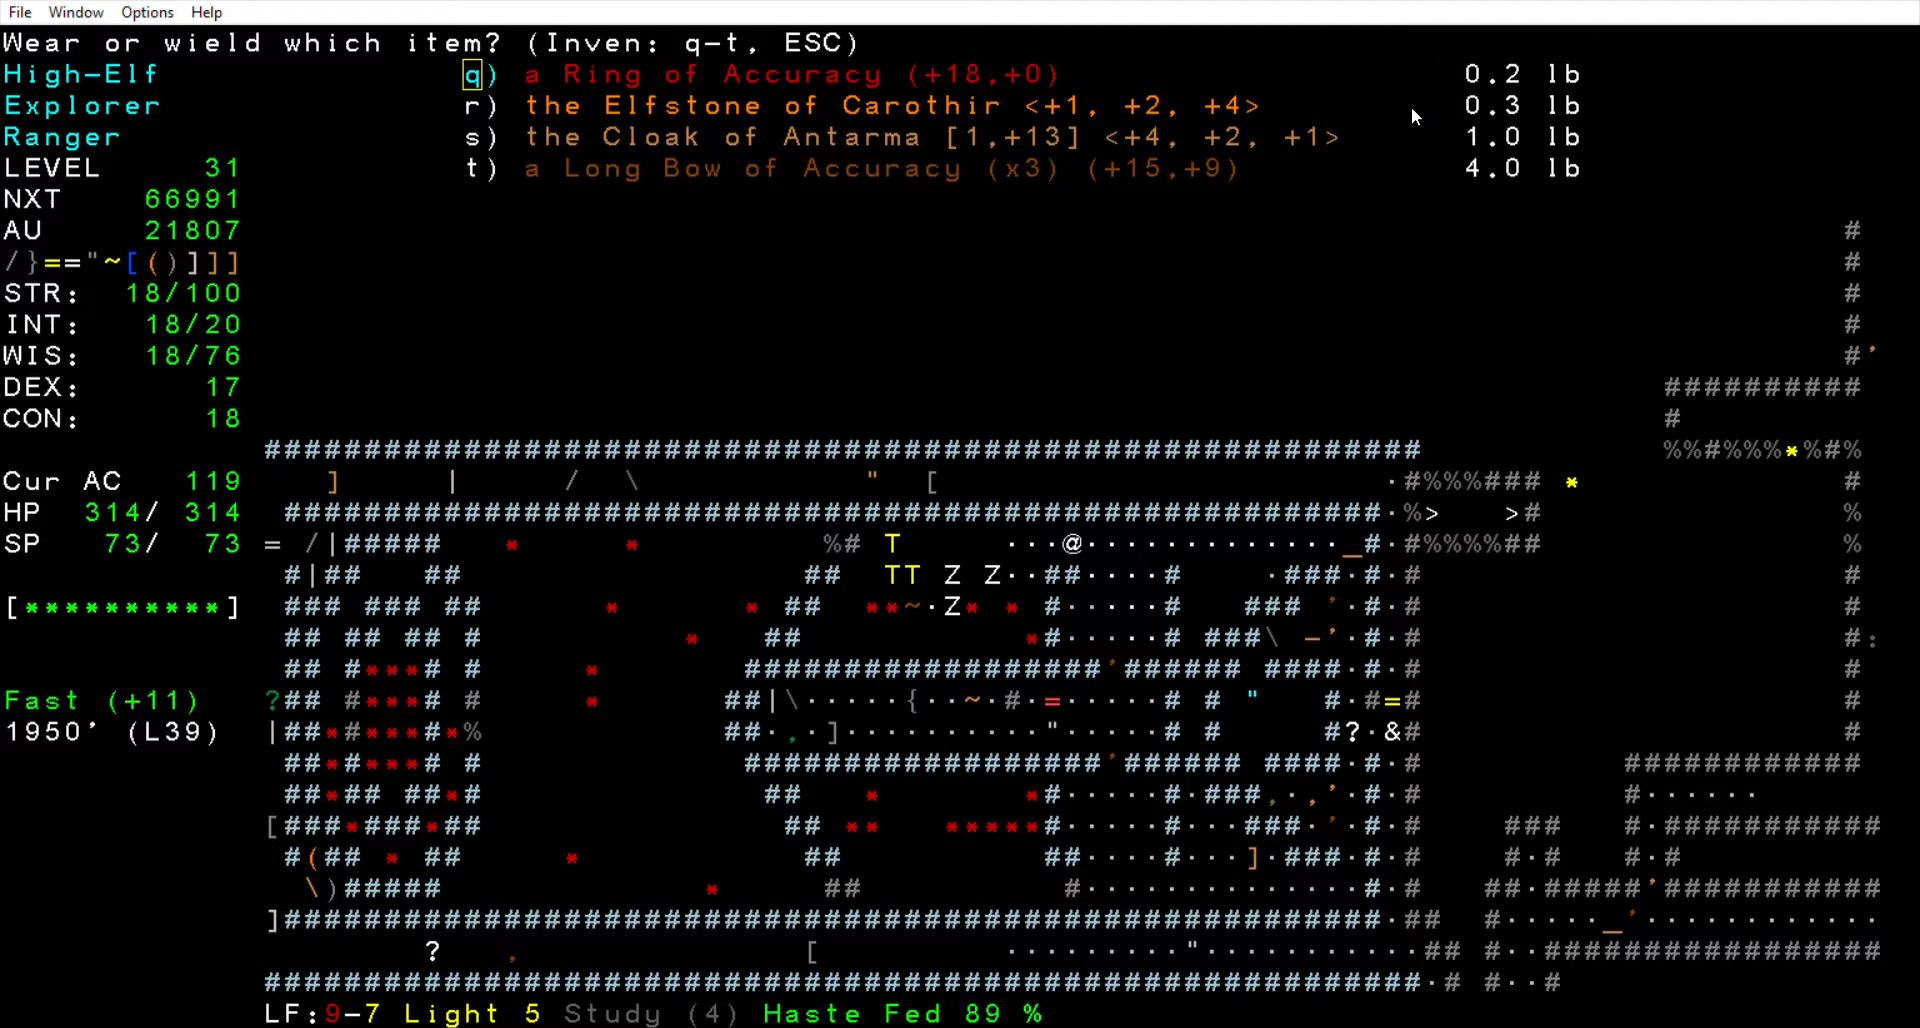 File Window Options Help
Wear or wield which item? (Inven: q-t, ESC)
High-Elf q) a Ring of Accuracy (+18,+0) 0.2 lb
Explorer r) the Elfstone of Carothir <+1, +2, +4> 0.3 lb
Ranger s) the Cloak of Antarma [1,+13] <+4, +2, +1> 1.0 lb
LEVEL 31 t) a Long Bow of Accuracy (x3) (+15,+9) 4.0 lb
NXT 66991
AU 21807
/}=="~[()]]]
STR: 18/100
INT: 18/20
WIS: 18/76
DEX: 17
CON: 18
Cur AC 119
HP 314/ 314
SP 73/ 73
[**********]
Fast (+11)
1950' (L39)
LF:9-7 Light 5 Study (4) Haste Fed 89 %